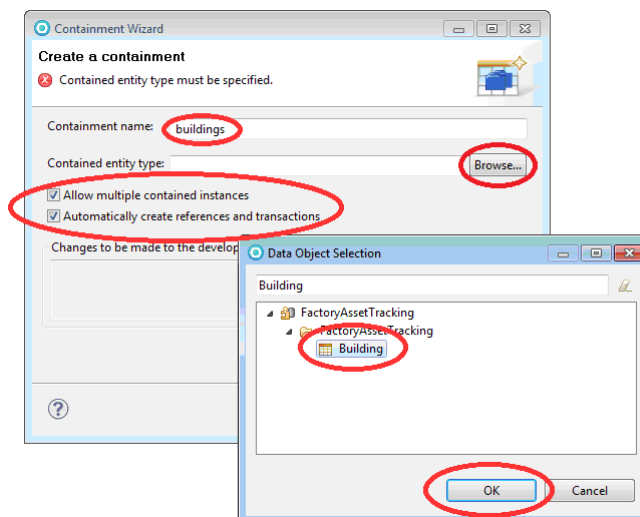 Containment Wizard
Create a containment
Contained entity type must be specified.
Containment name: buildings
Contained entity type: Browse...
Allow multiple contained instances
Automatically create references and transactions
Changes to be made to the develop
Data Object Selection
Building
FactoryAssetTracking
FactoryAssetTracking
Building
OK Cancel